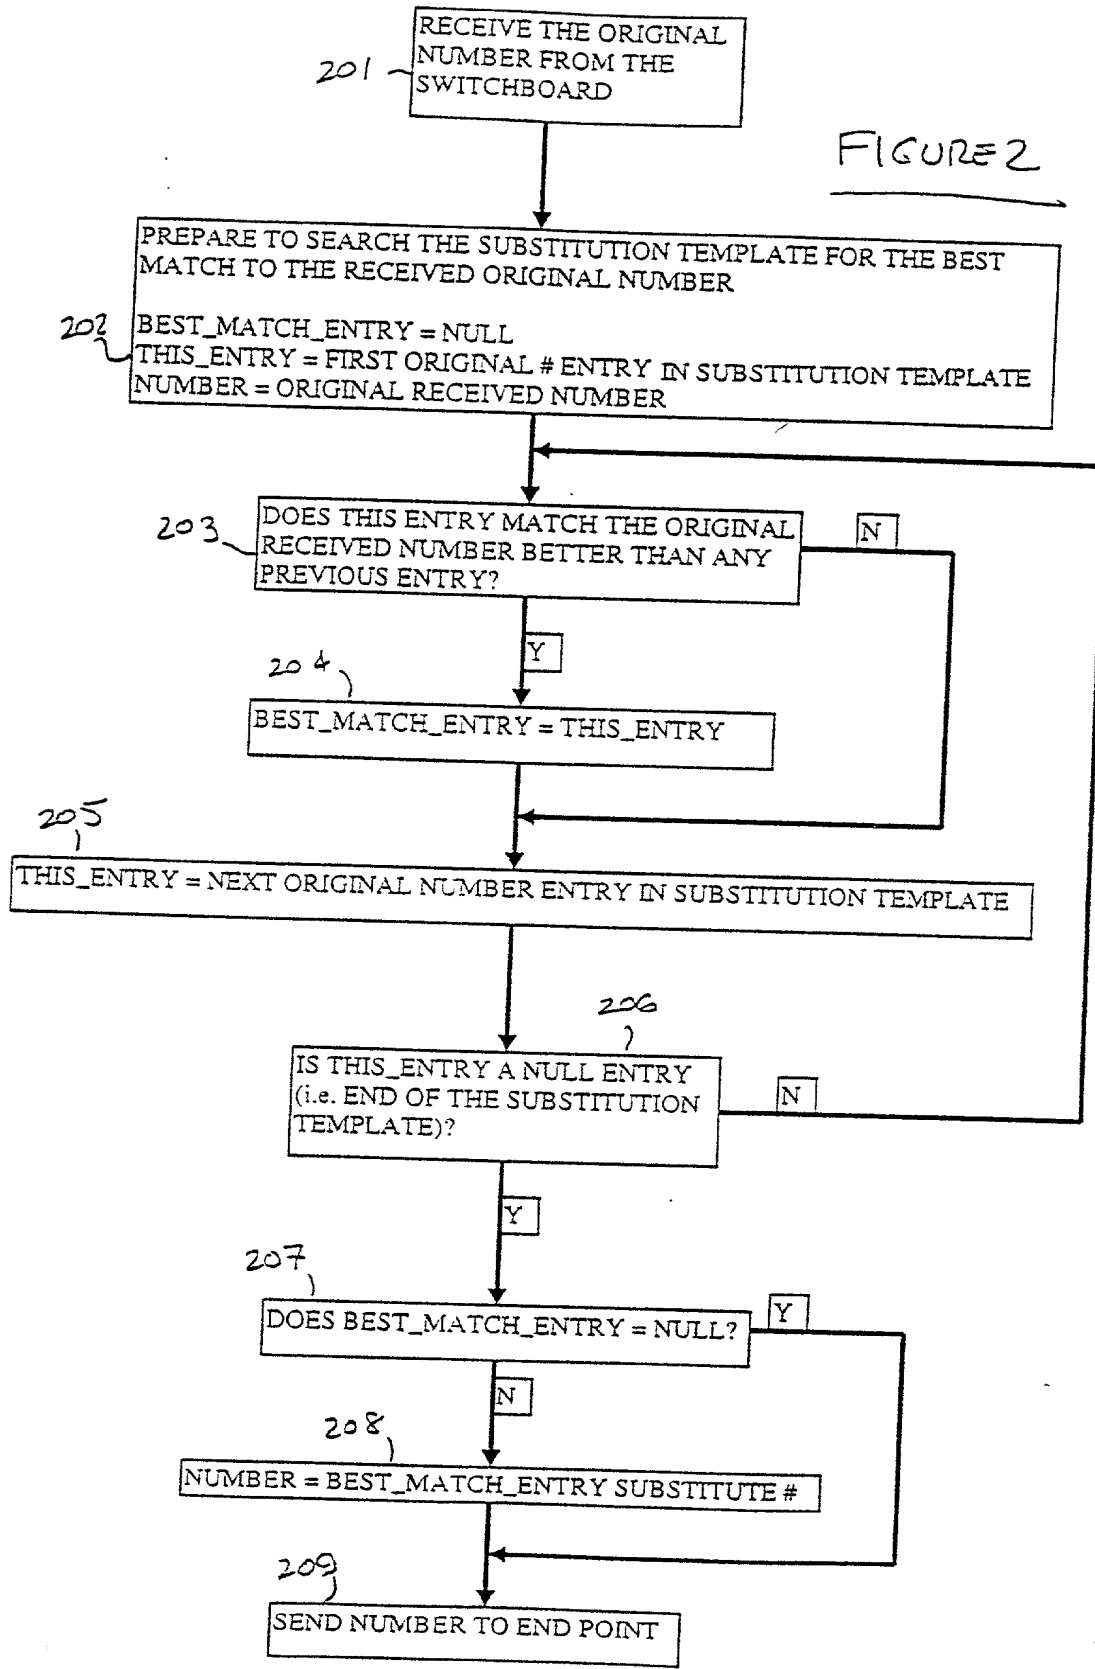 RECEIVE THE ORIGINAL
NUMBER FROM THE
SWITCHBOARD
201
FIGURE 2
PREPARE TO SEARCH THE SUBSTITUTION TEMPLATE FOR THE BEST
MATCH TO THE RECEIVED ORIGINAL NUMBER
BEST_MATCH_ENTRY = NULL
THIS_ENTRY = FIRST ORIGINAL # ENTRY IN SUBSTITUTION TEMPLATE
NUMBER = ORIGINAL RECEIVED NUMBER
202
DOES THIS ENTRY MATCH THE ORIGINAL
RECEIVED NUMBER BETTER THAN ANY
PREVIOUS ENTRY?
203
N
Y
204
BEST_MATCH_ENTRY = THIS_ENTRY
205
THIS_ENTRY = NEXT ORIGINAL NUMBER ENTRY IN SUBSTITUTION TEMPLATE
206
IS THIS_ENTRY A NULL ENTRY
(i.e. END OF THE SUBSTITUTION
TEMPLATE)?
N
Y
207
DOES BEST_MATCH_ENTRY = NULL?
Y
N
208
NUMBER = BEST_MATCH_ENTRY SUBSTITUTE #
209
SEND NUMBER TO END POINT